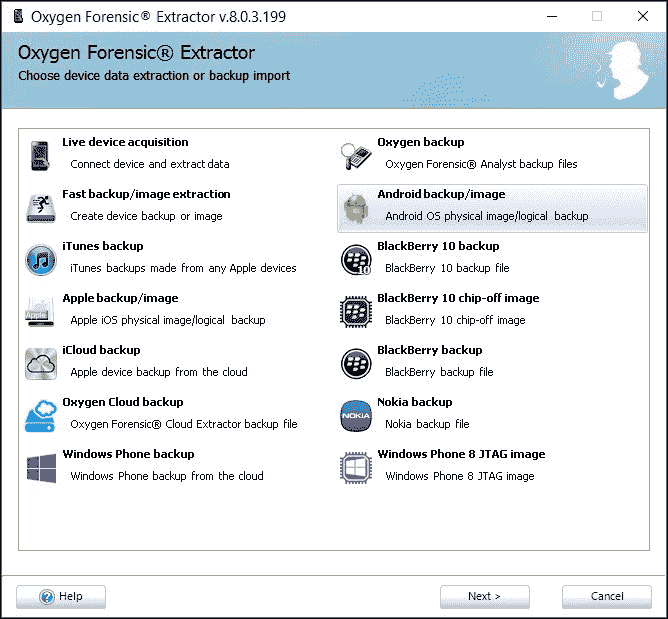 Oxygen Forensic® Extractor v.8.0.3.199
Oxygen Forensic® Extractor
Choose device data extraction or backup import
Live device acquisition
Connect device and extract data
Fast backup/image extraction
Create device backup or image
iTunes backup
iTunes backups made from any Apple devices
Apple backup/image
Apple iOS physical image/logical backup
iCloud backup
Apple device backup from the cloud
Oxygen Cloud backup
Oxygen Forensic® Cloud Extractor backup file
Windows Phone backup
Windows Phone backup from the cloud
Oxygen backup
Oxygen Forensic® Analyst backup files
Android backup/image
Android OS physical image/logical backup
10
BlackBerry 10 backup
BlackBerry 10 backup file
BlackBerry 10 chip-off image
BlackBerry 10 chip-off image
BlackBerry backup
BlackBerry backup file
NOKIA
Nokia backup
Nokia backup file
Windows Phone 8 JTAG image
Windows Phone 8 JTAG image
Apple
Help
Next >
Cancel